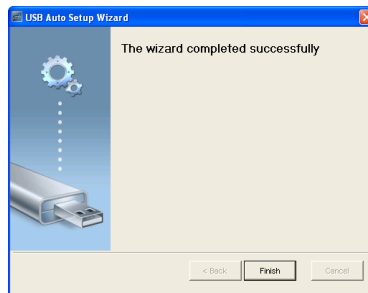 USB Auto Setup Wizard
The wizard completed successfully
< Back Finish Cancel